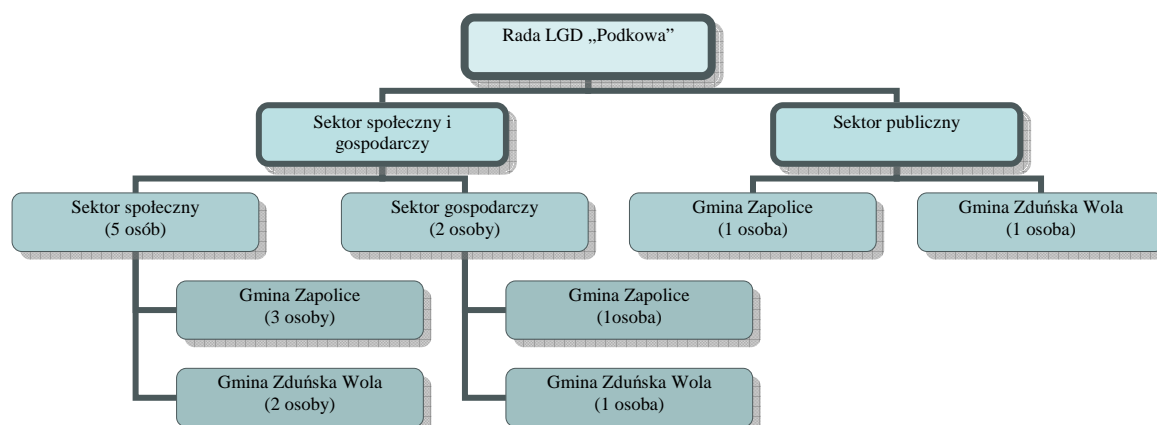 Rada LGD „Podkowa”
Sektor społeczny i
gospodarczy
Sektor publiczny
Sektor społeczny
(5 osób)
Sektor gospodarczy
(2 osoby)
Gmina Zapolice
(1 osoba)
Gmina Zduńska Wola
(1 osoba)
Gmina Zapolice
(3 osoby)
Gmina Zapolice
(1osoba)
Gmina Zduńska Wola
(2 osoby)
Gmina Zduńska Wola
(1 osoba)